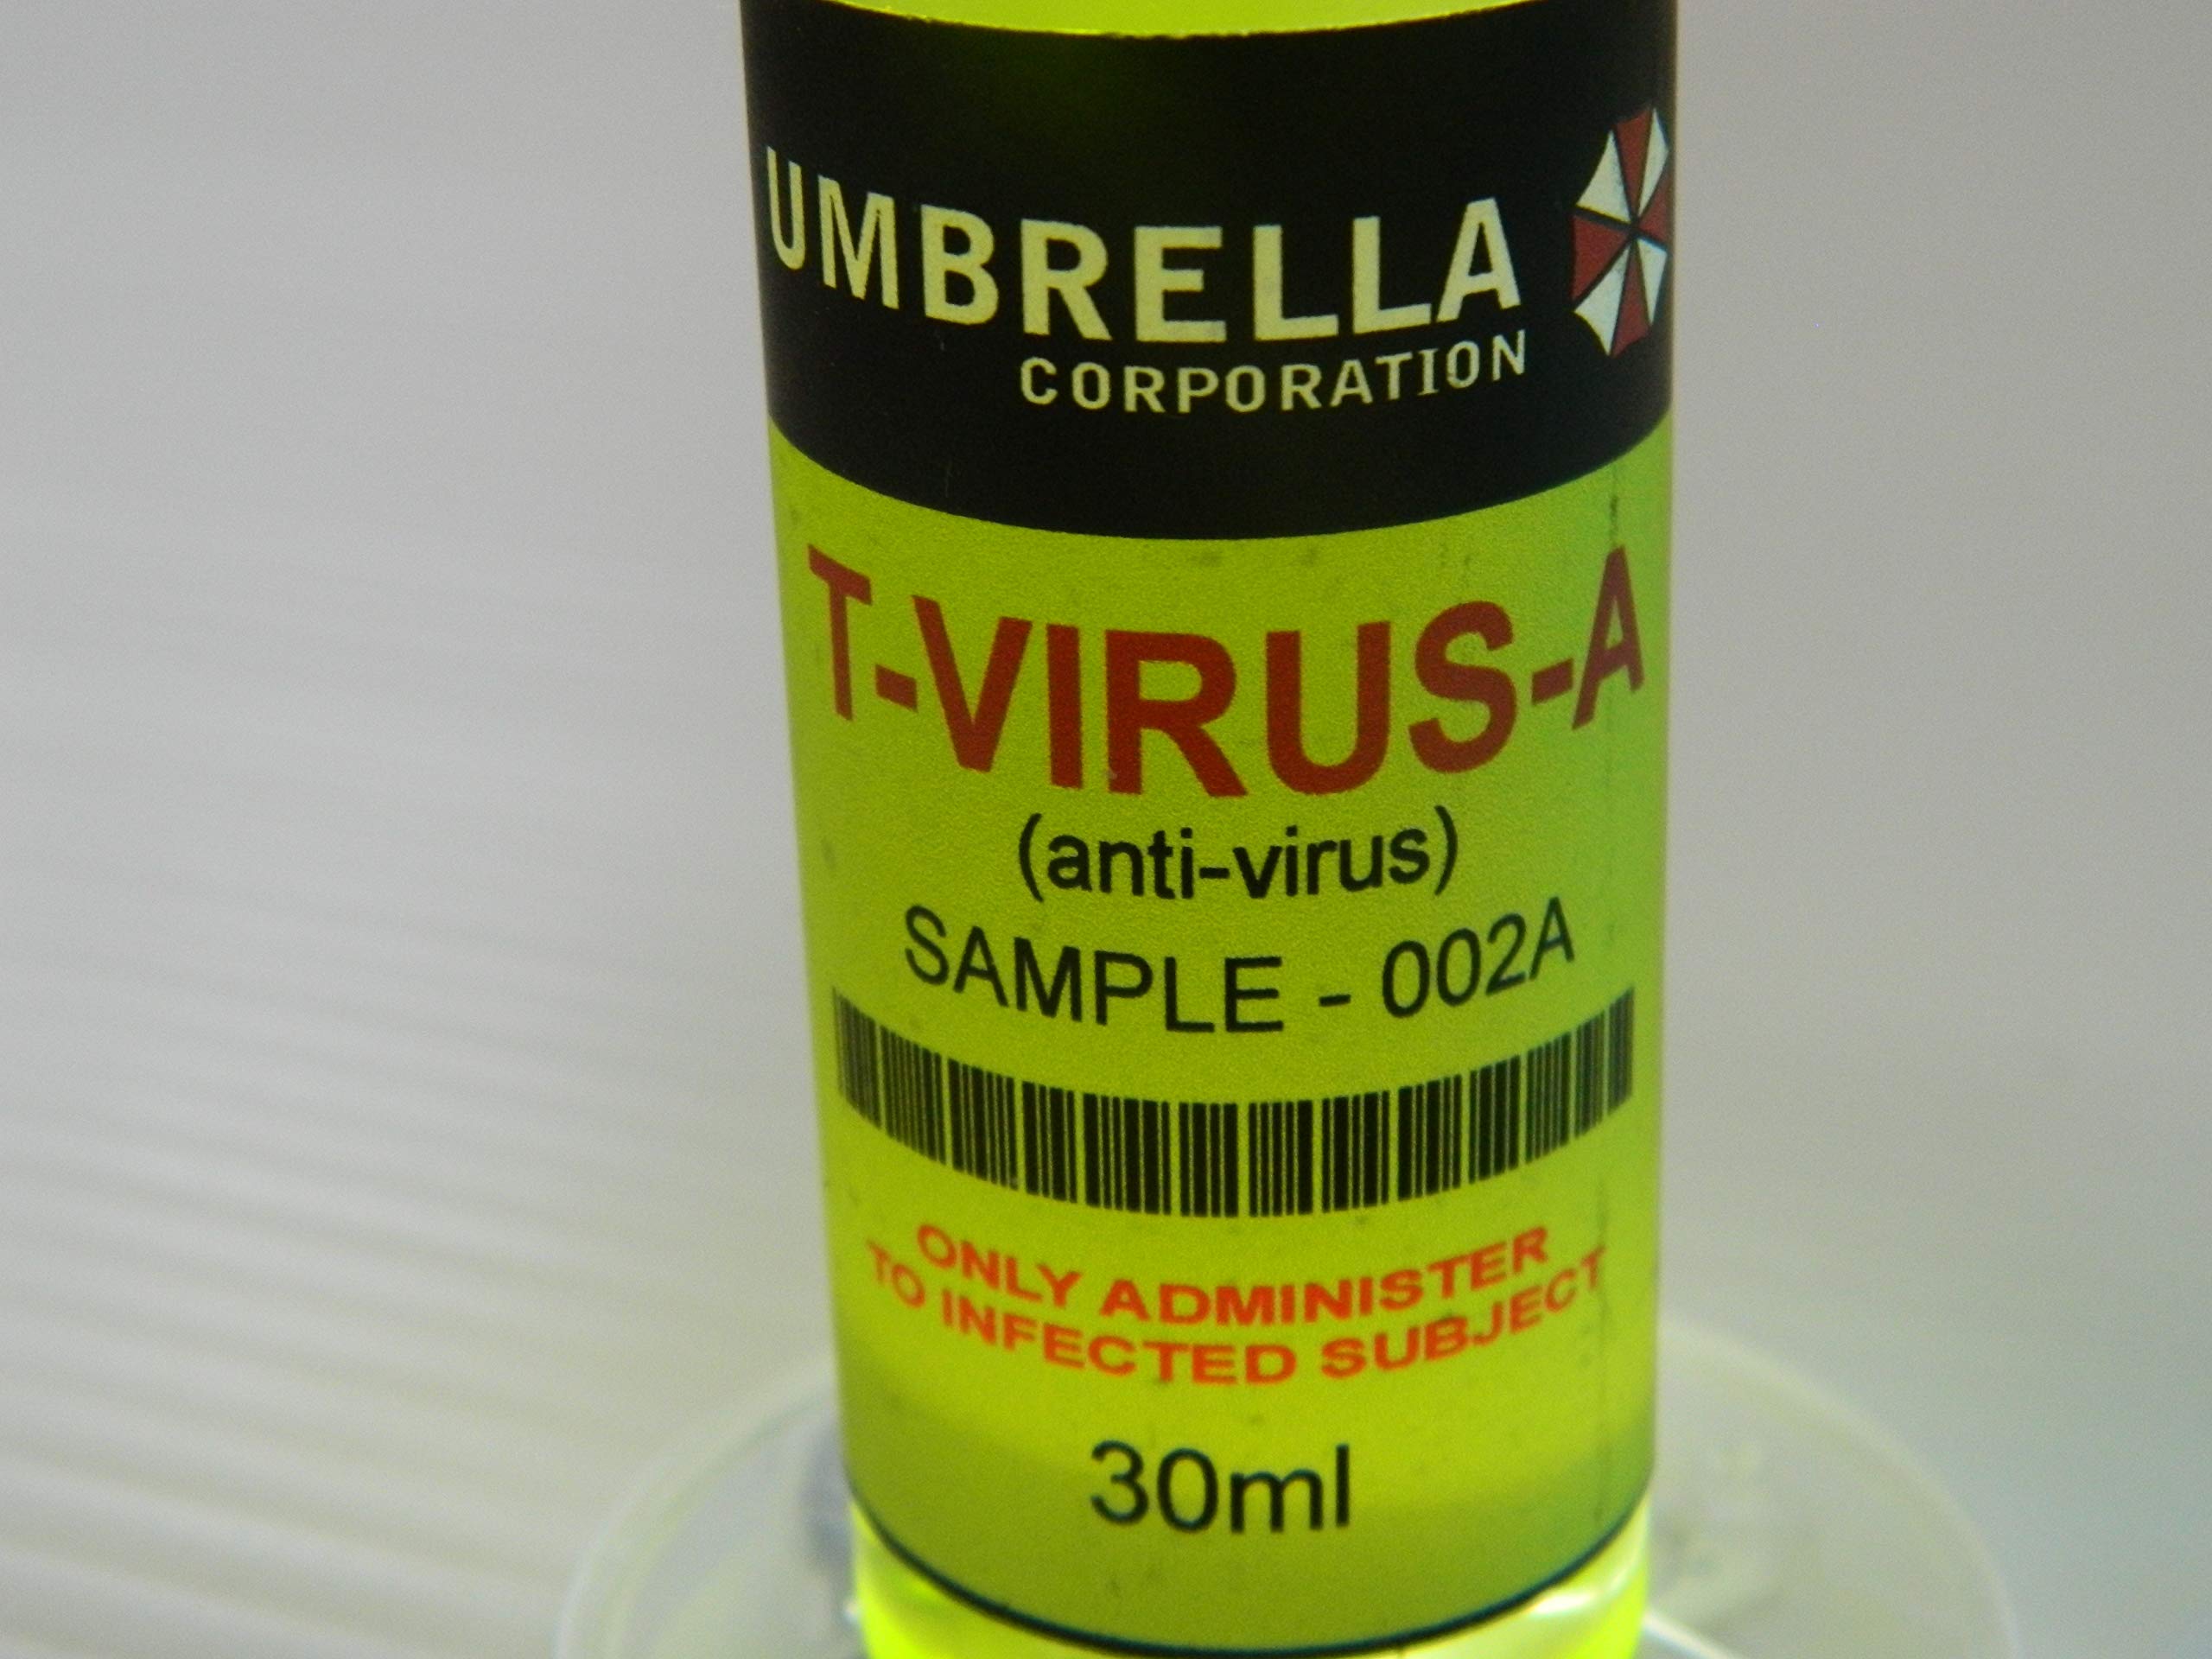 UMBRELLA
CORPORATION
T-VIRUS-A
(anti-virus)
SAMPLE - 002A
ONLY ADMINISTER
TO INFECTED SUBJECT
30ml